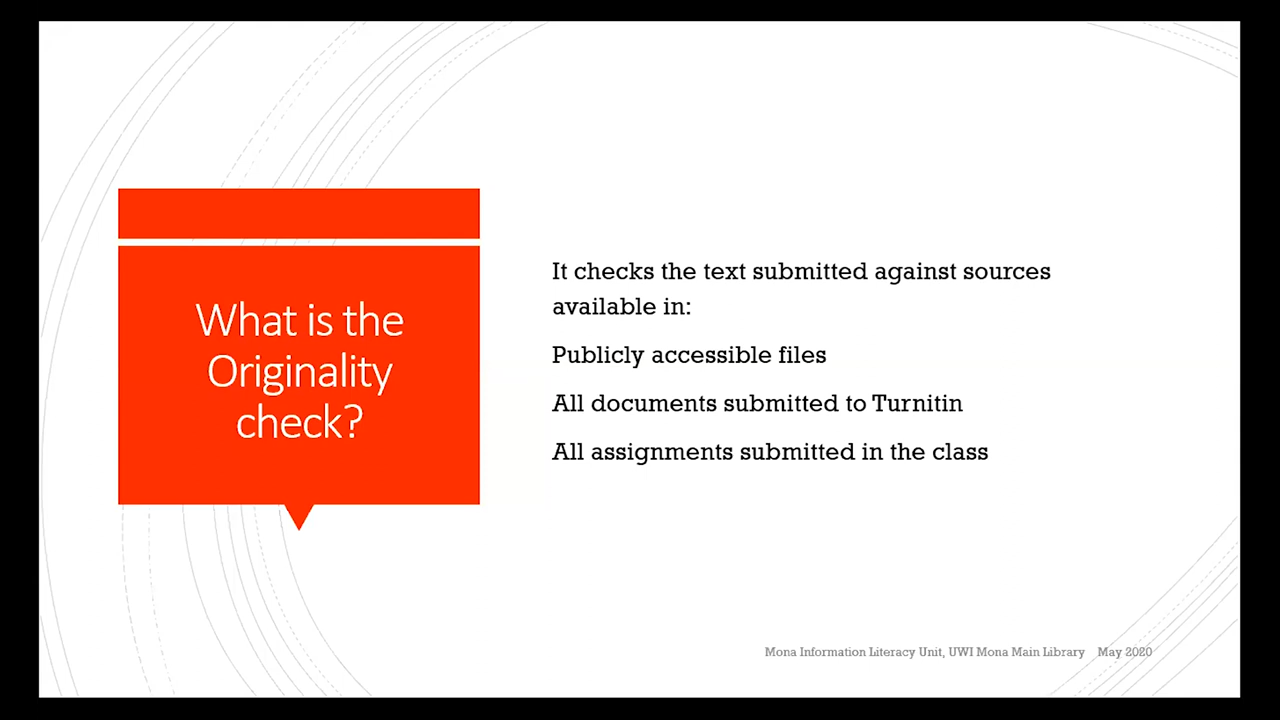 What is the
Originality
check?
It checks the text submitted against sources
available in:
Publicly accessible files
All documents submitted to Turnitin
All assignments submitted in the class
Mona Information Literacy Unit, UWI Mona Main Library May 2020